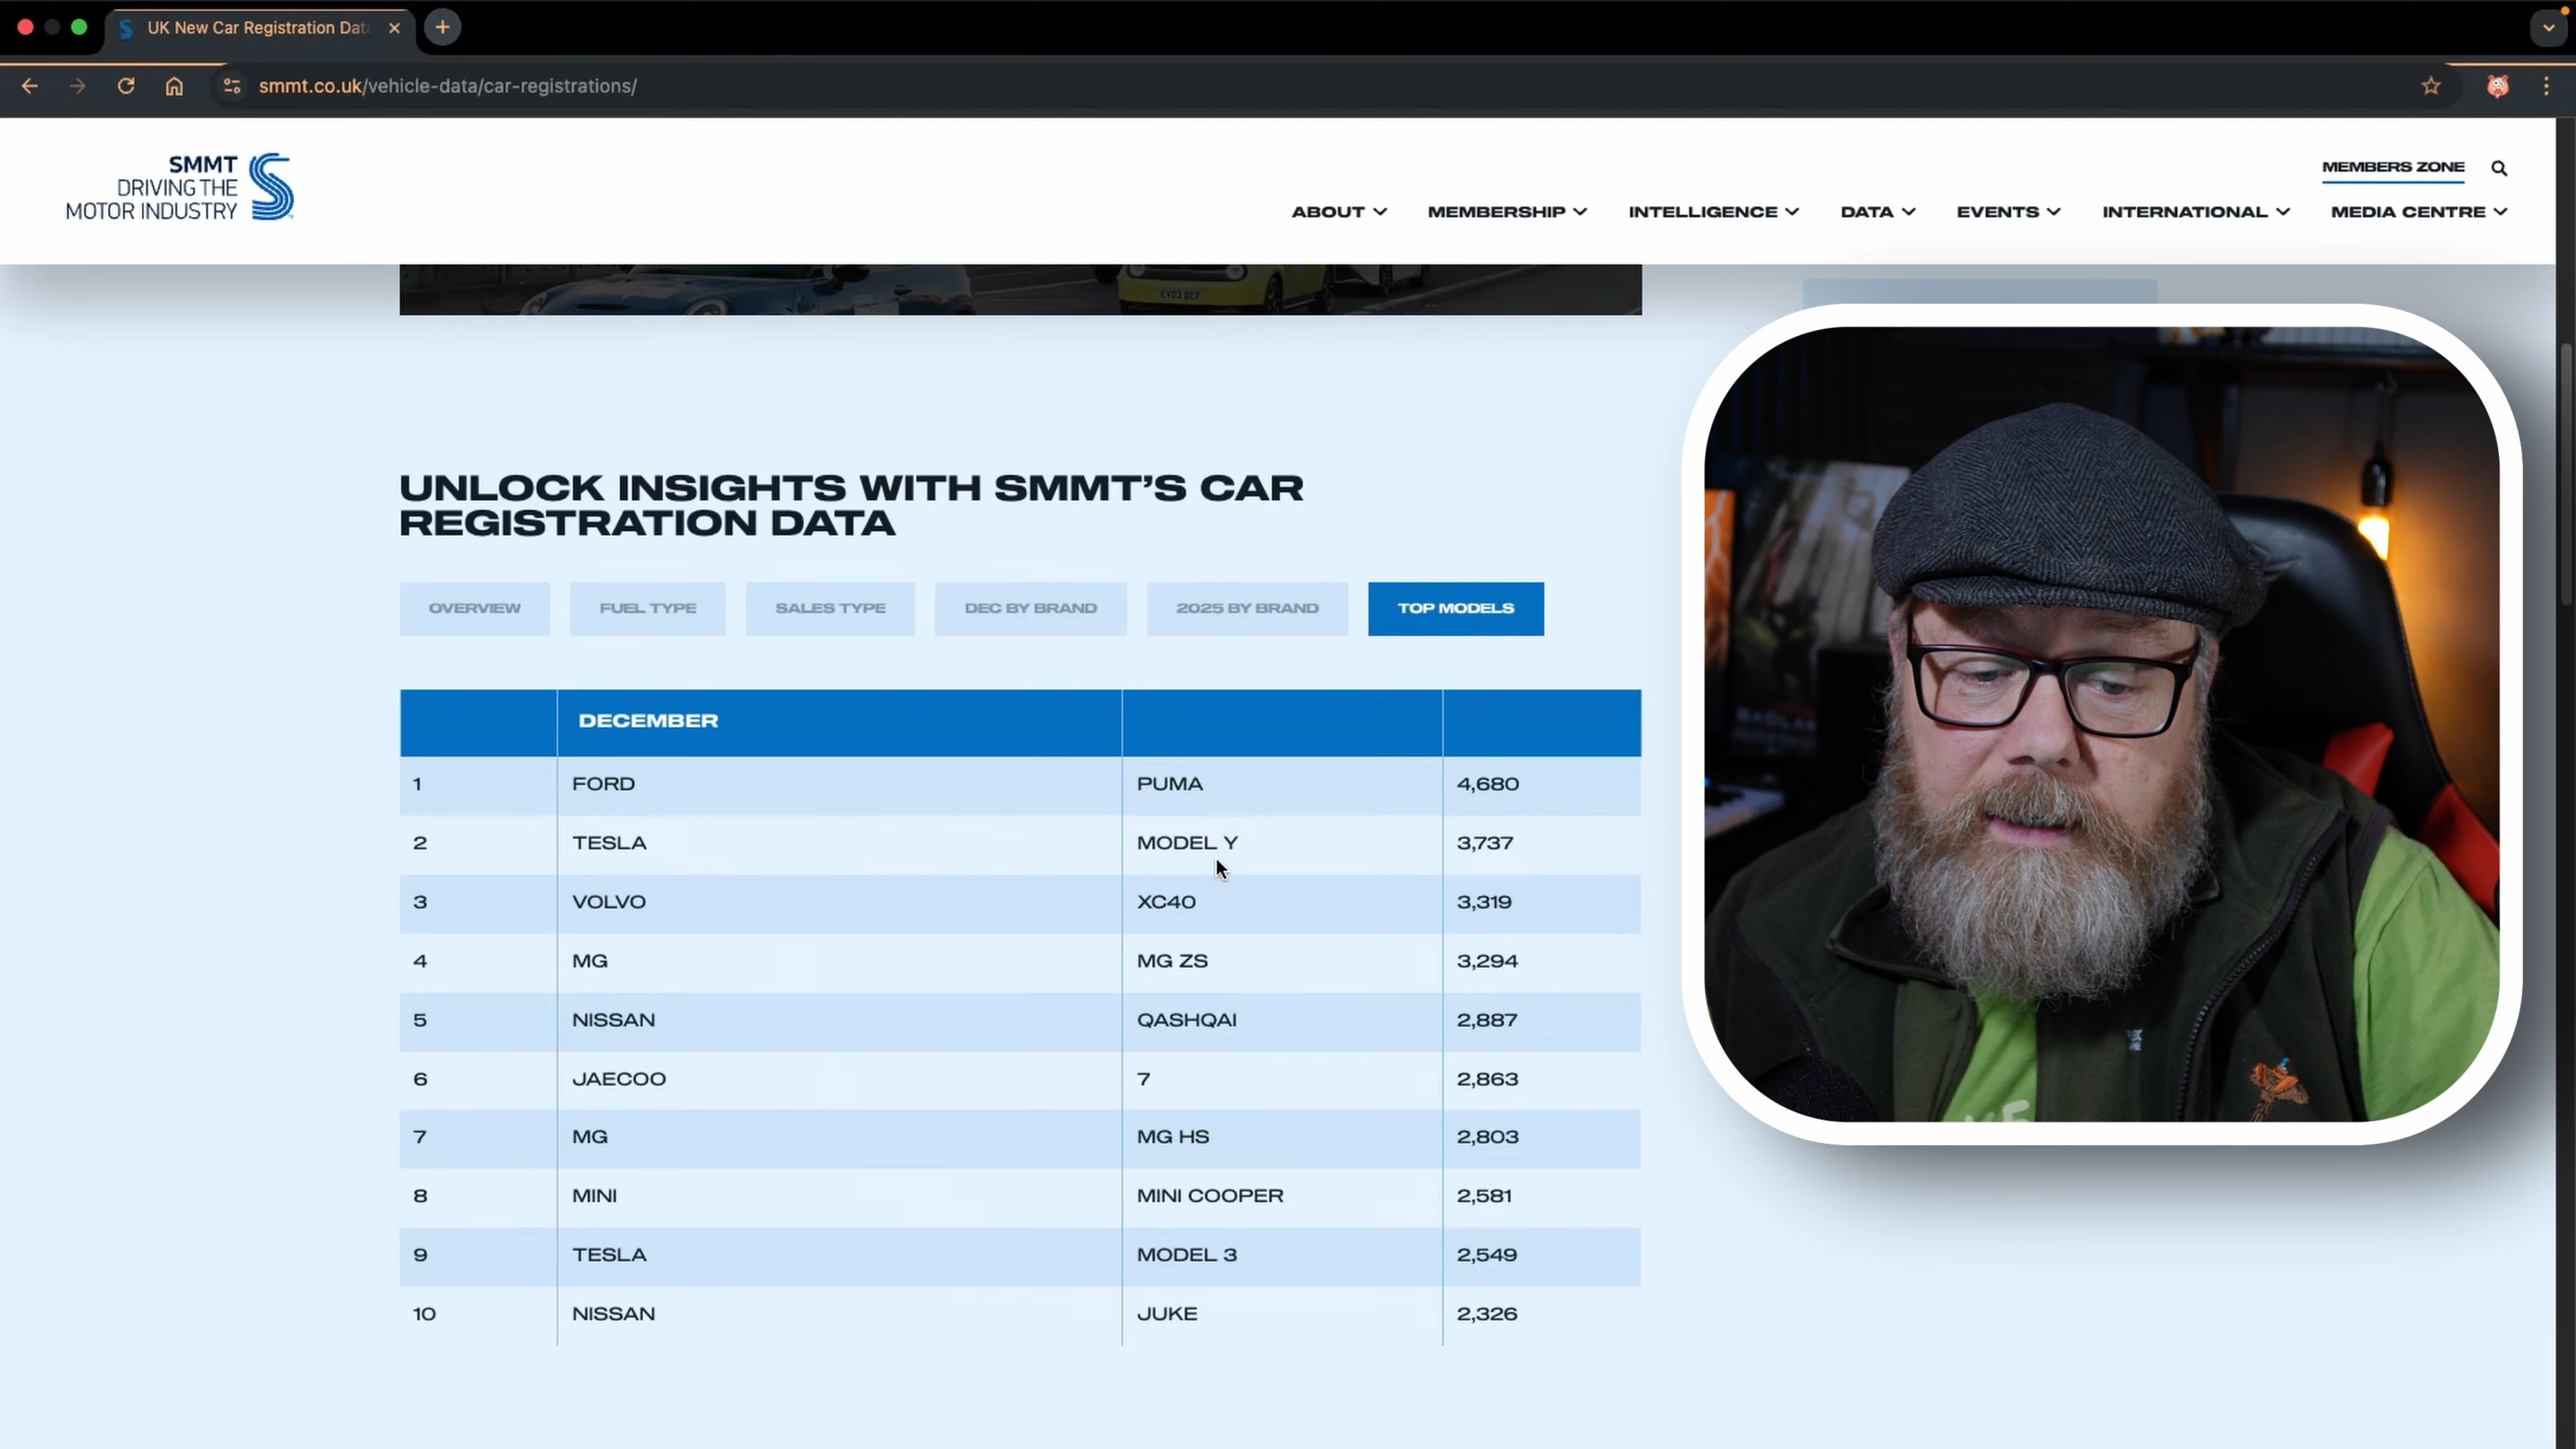 UK New Car Registration Dat
smmt.co.uk/vehicle-data/car-registrations/
SMMT
DRIVING THE
MOTOR INDUSTRY
MEMBERS ZONE
ABOUT MEMBERSHIP INTELLIGENCE DATA EVENTS INTERNATIONAL MEDIA CENTRE
EV03 DEY
UNLOCK INSIGHTS WITH SMMT’S CAR
REGISTRATION DATA
OVERVIEW FUEL TYPE SALES TYPE DEC BY BRAND 2025 BY BRAND TOP MODELS
DECEMBER
1 FORD PUMA 4,680
2 TESLA MODEL Y 3,737
3 VOLVO XC40 3,319
4 MG MG ZS 3,294
5 NISSAN QASHQAI 2,887
6 JAECOO 7 2,863
7 MG MG HS 2,803
8 MINI MINI COOPER 2,581
9 TESLA MODEL 3 2,549
10 NISSAN JUKE 2,326